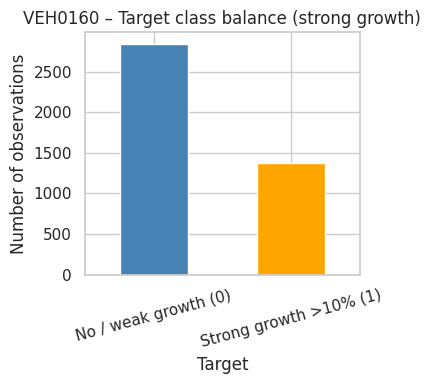 VEH0160 – Target class balance (strong growth)
Number of observations
2500
2000
1500
1000
500
0
No / weak growth (0)
Strong growth >10% (1)
Target